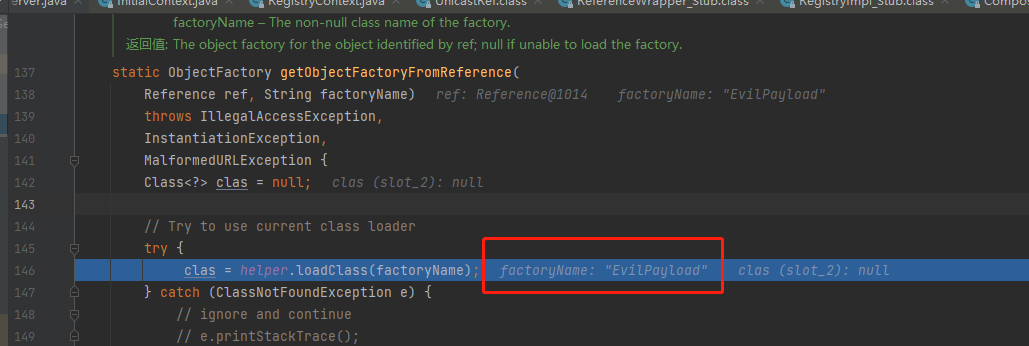 erver.java InitialContext.java RegistryContext.java UnicastRef.class ReferenceWrapper_Stub.class RegistryImpl_Stub.class Compos
factoryName – The non-null class name of the factory.
返回值: The object factory for the object identified by ref; null if unable to load the factory.
137 static ObjectFactory getObjectFactoryFromReference(
138 Reference ref, String factoryName) ref: Reference@1014 factoryName: "EvilPayload"
139 throws IllegalAccessException,
140 InstantiationException,
141 MalformedURLException {
142 Class<?> clas = null; clas (slot_2): null
143
144 // Try to use current class loader
145 try {
146 clas = helper.loadClass(factoryName); factoryName: "EvilPayload" clas (slot_2): null
147 } catch (ClassNotFoundException e) {
148 // ignore and continue
149 // e.printStackTrace();